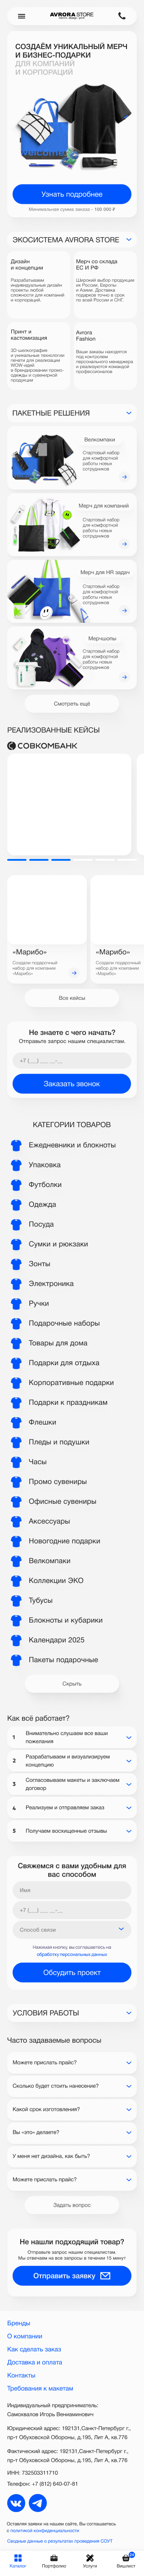 AVRORA STORE
СОЗДАЁМ УНИКАЛЬНЫЙ МЕРЧ
И БИЗНЕС-ПОДАРКИ
ДЛЯ КОМПАНИЙ
И КОРПОРАЦИЙ
Узнать подробнее
Минимальная сумма заказа - 100 000 ₽
ЭКОСИСТЕМА AVRORA STORE
Дизайн
и концепции
Разрабатываем
индивидуальный дизайн
проекты любой
сложности для компаний
и корпораций.
Мерч со склада
ЕС И РФ
Широкий выбор продукции
из России, Европы
и Азии. Доставка
подарков точно в срок
по всей России и СНГ.
Принт и
кастомизация
3D-шелкография
и уникальные технологии
печати для реализации
WOW-идей
и брендирования промо-
одежды и сувенирной
продукции
Avrora
Fashion
Ваши заказы находятся
под контролем
персонального менеджера
и рекламной командой
профессионалов
ПАКЕТНЫЕ РЕШЕНИЯ
Велкомпаки
Стартовый набор
для комфортной
работы новых
сотрудников
Мерч для компаний
Стартовый набор
для комфортной
работы новых
сотрудников
Мерч для HR задач
Стартовый набор
для комфортной
работы новых
сотрудников
Мерчшопы
Стартовый набор
для комфортной
работы новых
сотрудников
Смотреть ещё
РЕАЛИЗОВАННЫЕ КЕЙСЫ
СОВКОМБАНК
«Марибо»
Создали подарочный
набор для компании
«Марибо»
«Марибо»
Создали подарочный
набор для компании
«Марибо»
Все кейсы
Не знаете с чего начать?
Отправьте запрос нашим специалистам.
+7 (__) ___ __-__
Заказать звонок
КАТЕГОРИИ ТОВАРОВ
Ежедневники и блокноты
Упаковка
Футболки
Одежда
Посуда
Сумки и рюкзаки
Зонты
Электроника
Ручки
Подарочные наборы
Товары для дома
Подарки для отдыха
Корпоративные подарки
Подарки к праздникам
Флешки
Пледы и подушки
Часы
Промо сувениры
Офисные сувениры
Аксессуары
Новогодние подарки
Велкомпаки
Коллекции ЭКО
Тубусы
Блокноты и кубарики
Календари 2025
Пакеты подарочные
Скрыть
Как всё работает?
1 Внимательно слушаем все ваши
пожелания
2 Разрабатываем и визуализируем
концепцию
3 Согласовываем макеты и заключаем
договор
4 Реализуем и отправляем заказ
5 Получаем восхищенные отзывы
Свяжемся с вами удобным для
вас способом
Имя
+7 (__) ___ __-__
Способ связи
Нажимая кнопку, вы соглашаетесь на
обработку персональных данных
Обсудить проект
УСЛОВИЯ РАБОТЫ
Часто задаваемые вопросы
Можете прислать прайс?
Сколько будет стоить нанесение?
Какой срок изготовления?
Вы «это» делаете?
У меня нет дизайна, как быть?
Можете прислать прайс?
Задать вопрос
Не нашли подходящий товар?
Отправьте запрос нашим специалистам.
Мы отвечаем на все запросы в течение 15 минут
Отправить заявку
Бренды
О компании
Как сделать заказ
Доставка и оплата
Контакты
Требования к макетам
Индивидуальный предприниматель:
Самохвалов Игорь Вениаминович
Юридический адрес: 192131,Санкт-Петербург г.,
пр-т Обуховской Обороны, д.195, Лит А, кв.776
Фактический адрес: 192131,Санкт-Петербург г.,
пр-т Обуховской Обороны, д.195, Лит А, кв.776
ИНН: 732503311710
Телефон: +7 (812) 640-07-81
Оставляя заявки на нашем сайте, Вы соглашаетесь
с политикой конфиденциальности
Сводные данные о результатах проведения СОУТ
Каталог
Портфолио
Услуги
Вишлист